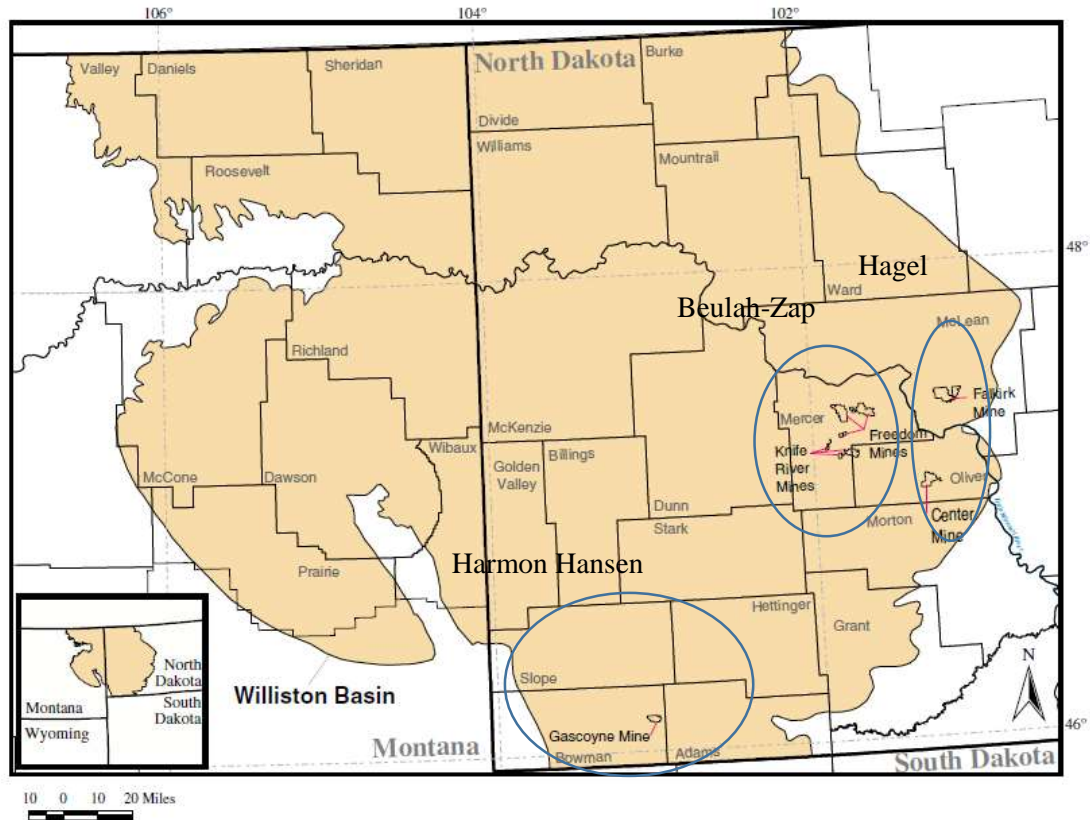 106°
104°
102°
Valley
Daniels
Sheridan
North Dakota
Burke
Divide
Williams
Mountrail
Roosevelt
48°
Hagel
Ward
Beulah-Zap
McLean
Richland
Mercer
Falkirk
Mine
McKenzie
Wibaux
Golden
Valley
Billings
Knife
River
Mines
Freedom
Mines
McCone
Dawson
Dunn
Oliver
Stark
Morton
Center
Mine
Harmon Hansen
Prairie
Hettinger
Grant
N
North
Dakota
South
Dakota
Montana
Wyoming
Williston Basin
Slope
46°
Gascoyne Mine
Montana
Bowman
Adams
South Dakota
10 0 10 20 Miles